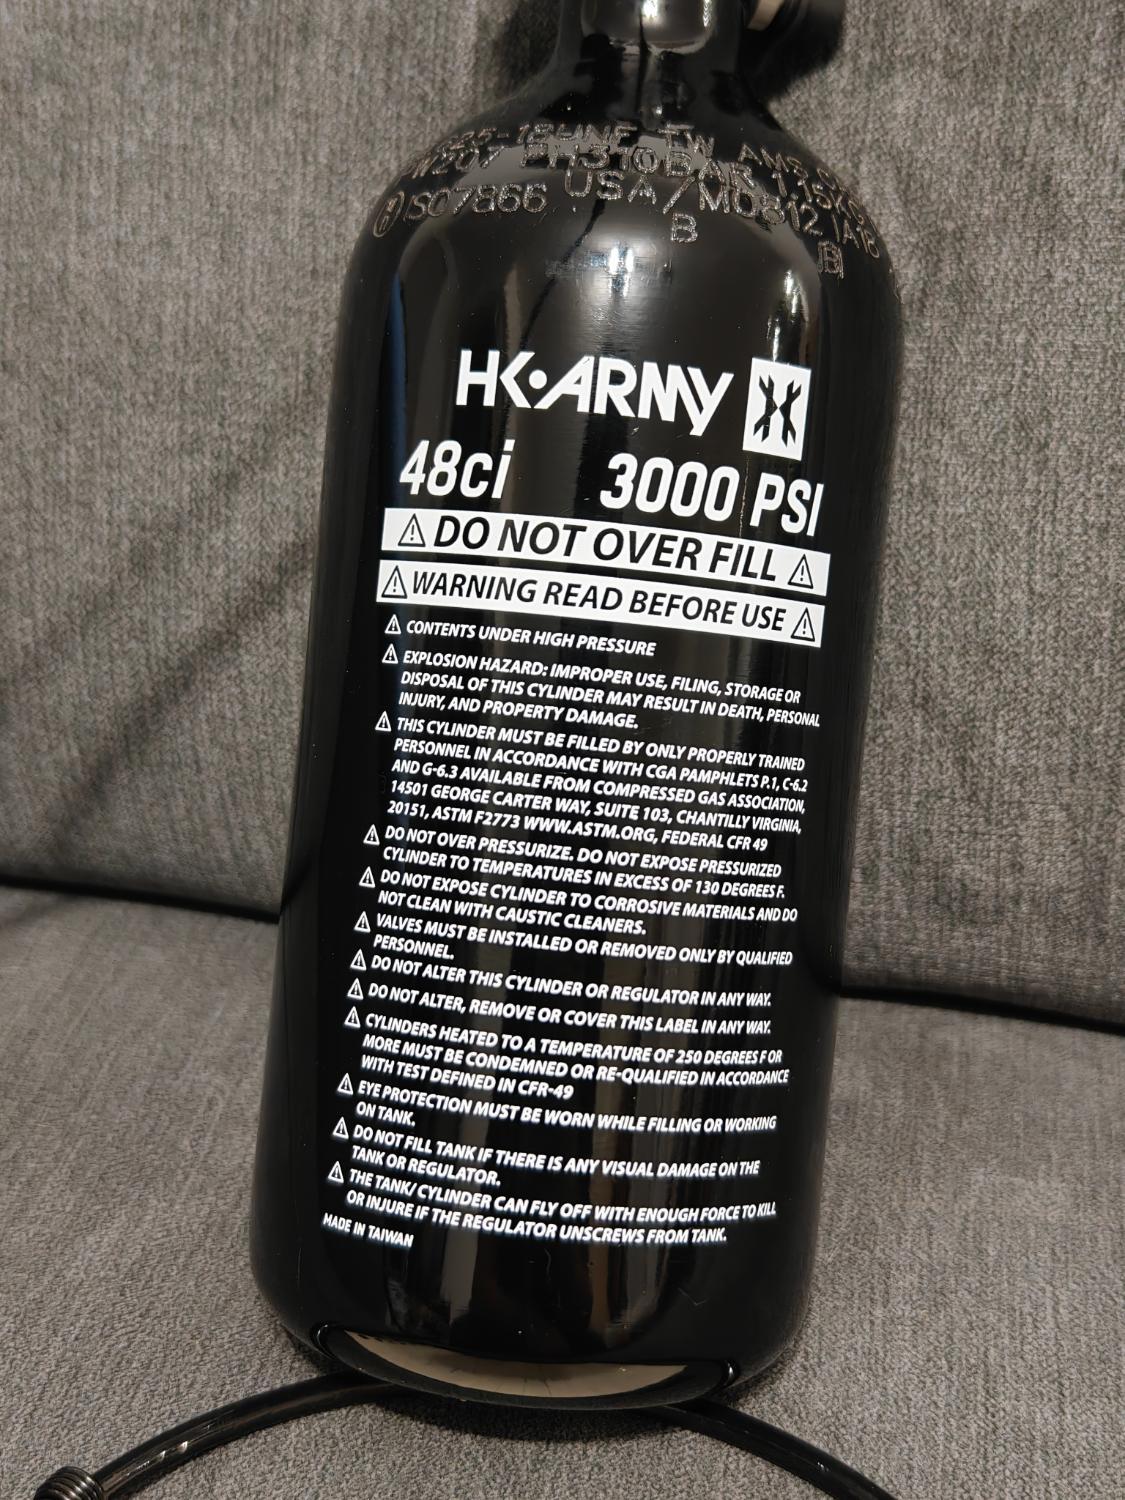 25-18UNF TW AMS
PH310BAR 1.15KG
ISO7866 USA/M0812 IA18
B
HK·ARMY
48ci 3000 PSI
DO NOT OVER FILL
WARNING READ BEFORE USE
CONTENTS UNDER HIGH PRESSURE
EXPLOSION HAZARD: IMPROPER USE, FILING, STORAGE OR
DISPOSAL OF THIS CYLINDER MAY RESULT IN DEATH, PERSONAL
INJURY, AND PROPERTY DAMAGE.
THIS CYLINDER MUST BE FILLED BY ONLY PROPERLY TRAINED
PERSONNEL IN ACCORDANCE WITH CGA PAMPHLETS P.1, C-6.2
AND G-6.3 AVAILABLE FROM COMPRESSED GAS ASSOCIATION,
14501 GEORGE CARTER WAY, SUITE 103, CHANTILLY VIRGINIA,
20151, ASTM F2773 WWW.ASTM.ORG, FEDERAL CFR 49
DO NOT OVER PRESSURIZE. DO NOT EXPOSE PRESSURIZED
CYLINDER TO TEMPERATURES IN EXCESS OF 130 DEGREES F.
DO NOT EXPOSE CYLINDER TO CORROSIVE MATERIALS AND DO
NOT CLEAN WITH CAUSTIC CLEANERS.
VALVES MUST BE INSTALLED OR REMOVED ONLY BY QUALIFIED
PERSONNEL.
DO NOT ALTER THIS CYLINDER OR REGULATOR IN ANY WAY.
DO NOT ALTER, REMOVE OR COVER THIS LABEL IN ANY WAY.
CYLINDERS HEATED TO A TEMPERATURE OF 250 DEGREES F OR
MORE MUST BE CONDEMNED OR RE-QUALIFIED IN ACCORDANCE
WITH TEST DEFINED IN CFR-49
EYE PROTECTION MUST BE WORN WHILE FILLING OR WORKING
ON TANK.
DO NOT FILL TANK IF THERE IS ANY VISUAL DAMAGE ON THE
TANK OR REGULATOR.
THE TANK/ CYLINDER CAN FLY OFF WITH ENOUGH FORCE TO KILL
OR INJURE IF THE REGULATOR UNSCREWS FROM TANK.
MADE IN TAIWAN